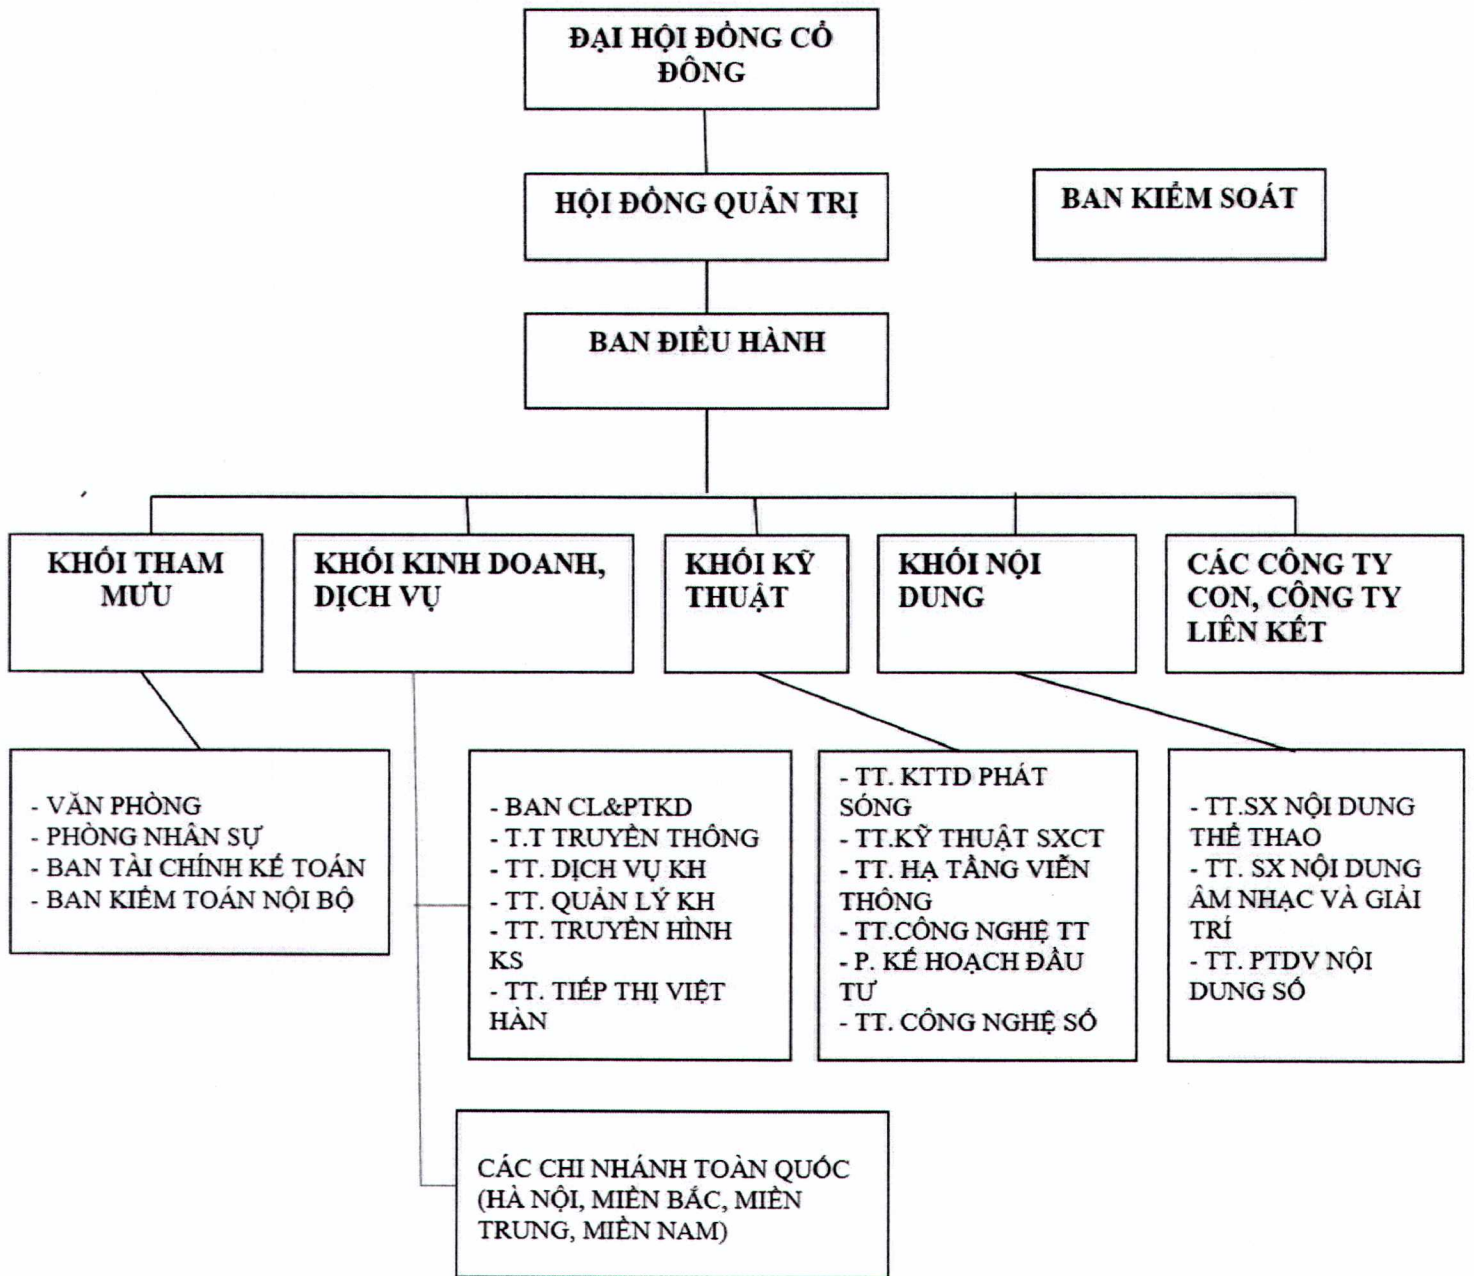 ĐẠI HỘI ĐỒNG CỔ
ĐÔNG
HỘI ĐỒNG QUẢN TRỊ
BAN KIỂM SOÁT
BAN ĐIỀU HÀNH
KHỐI THAM
MƯU
KHỐI KINH DOANH,
DỊCH VỤ
KHỐI KỸ
THUẬT
KHỐI NỘI
DUNG
CÁC CÔNG TY
CON, CÔNG TY
LIÊN KẾT
- VĂN PHÒNG
- PHÒNG NHÂN SỰ
- BAN TÀI CHÍNH KẾ TOÁN
- BAN KIỂM TOÁN NỘI BỘ
- BAN CL&PTKD
- T.T TRUYỀN THÔNG
- TT. DỊCH VỤ KH
- TT. QUẢN LÝ KH
- TT. TRUYỀN HÌNH
KS
- TT. TIẾP THỊ VIỆT
HÀN
- TT. KTTD PHÁT
SÓNG
- TT.KỸ THUẬT SXCT
- TT. HẠ TẦNG VIỄN
THÔNG
- TT.CÔNG NGHỆ TT
- P. KẾ HOẠCH ĐẦU
TƯ
- TT. CÔNG NGHỆ SỐ
- TT.SX NỘI DUNG
THỂ THAO
- TT. SX NỘI DUNG
ÂM NHẠC VÀ GIẢI
TRÍ
- TT. PTDV NỘI
DUNG SỐ
CÁC CHI NHÁNH TOÀN QUỐC
(HÀ NỘI, MIỀN BẮC, MIỀN
TRUNG, MIỀN NAM)